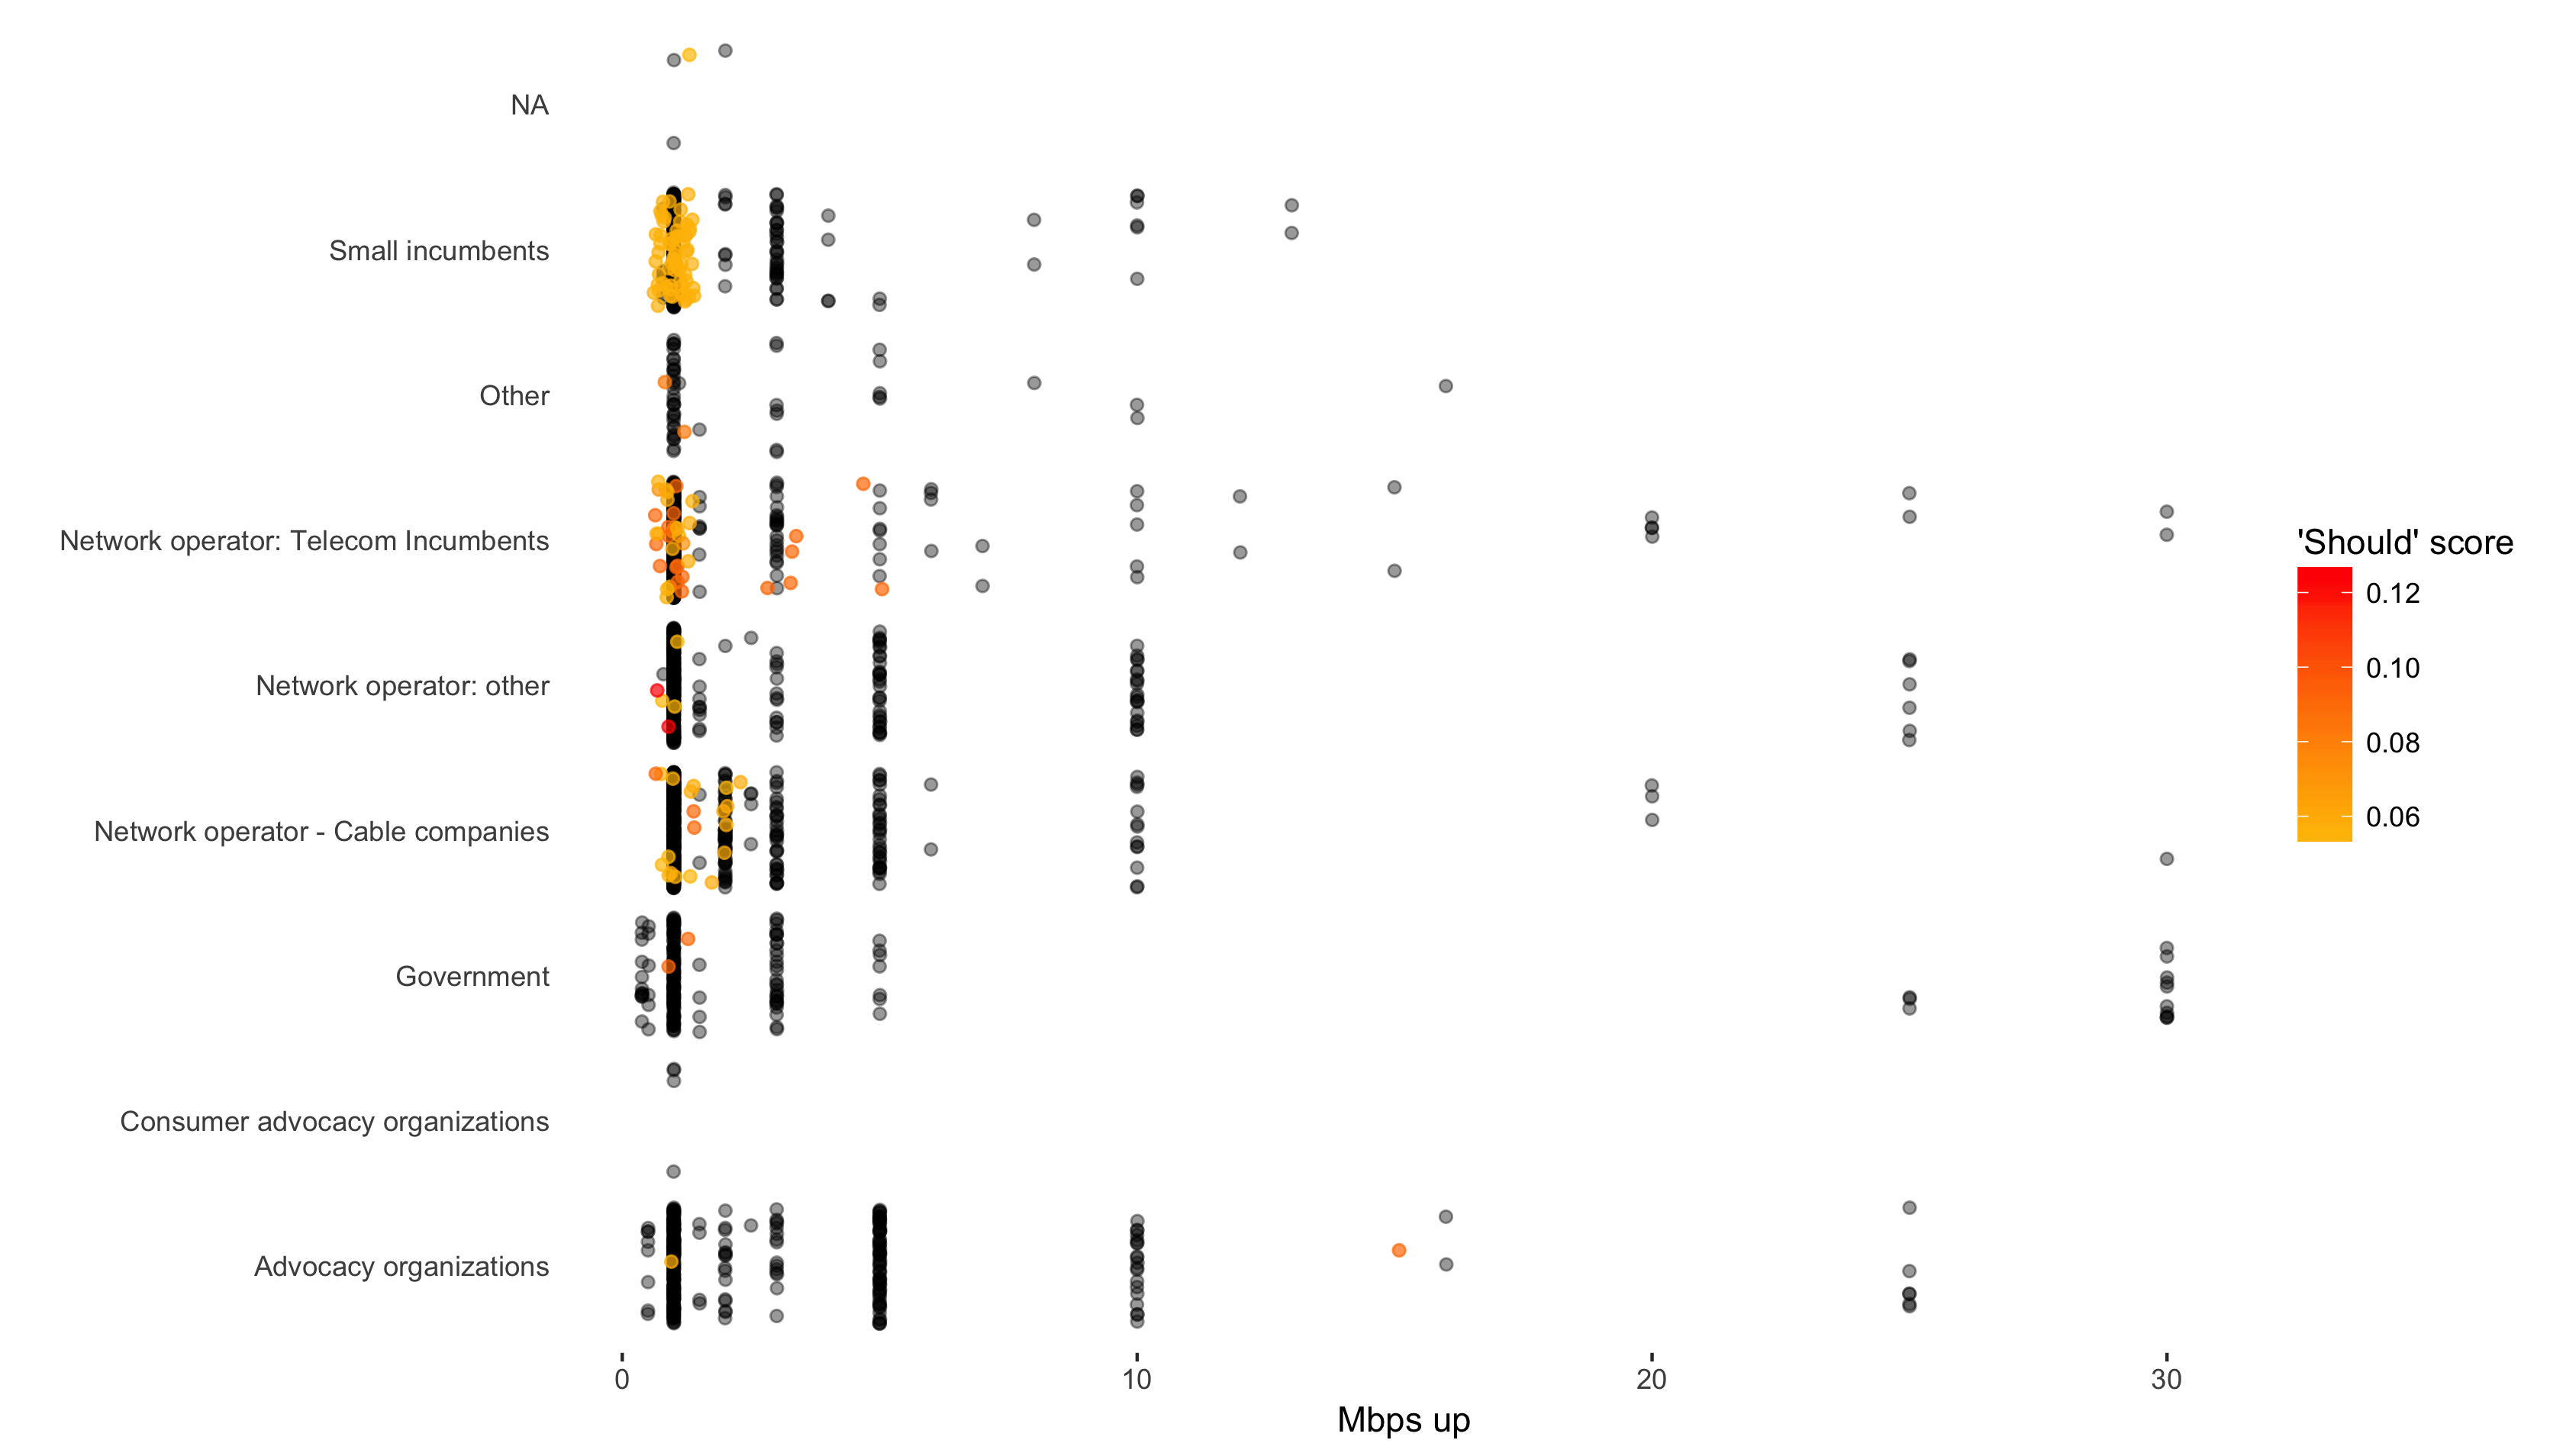 NA
Small incumbents
Other
Network operator: Telecom Incumbents
Network operator: other
Network operator - Cable companies
Government
Consumer advocacy organizations
Advocacy organizations
0 10 20 30
Mbps up
'Should' score
0.12
0.10
0.08
0.06